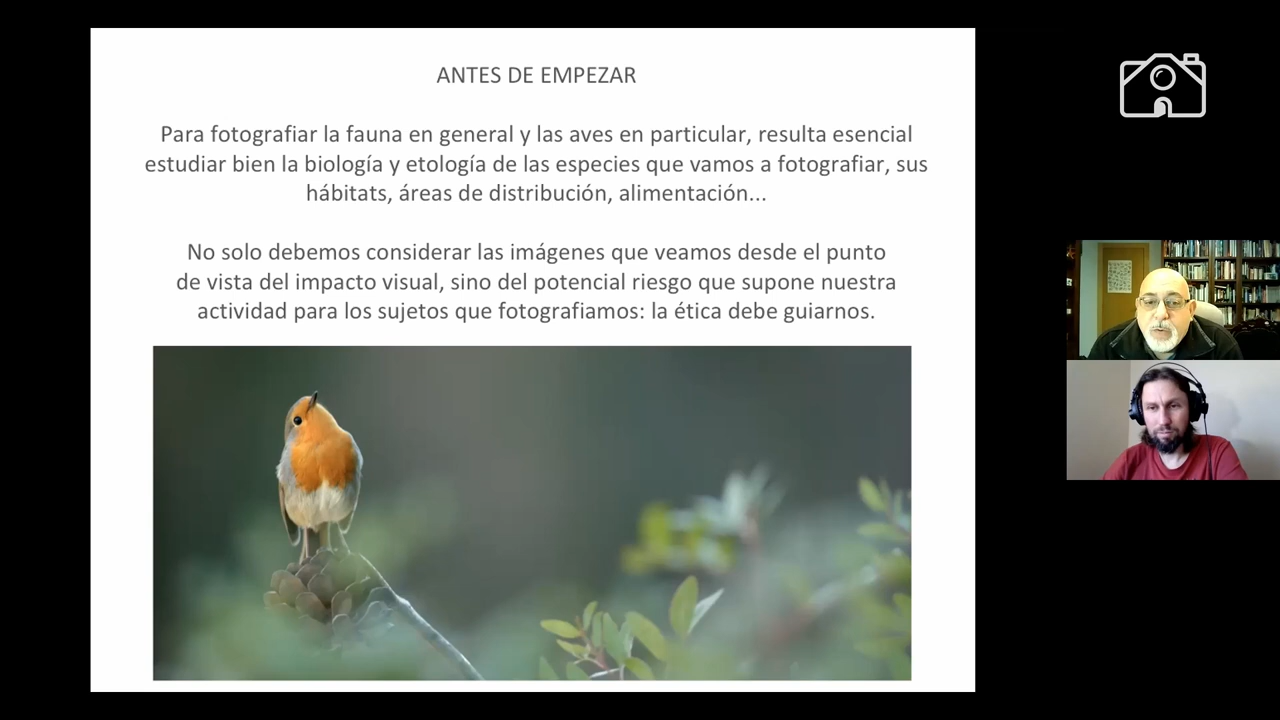 ANTES DE EMPEZAR
Para fotografiar la fauna en general y las aves en particular, resulta esencial
estudiar bien la biología y etología de las especies que vamos a fotografiar, sus
hábitats, áreas de distribución, alimentación...
No solo debemos considerar las imágenes que veamos desde el punto
de vista del impacto visual, sino del potencial riesgo que supone nuestra
actividad para los sujetos que fotografiamos: la ética debe guiarnos.